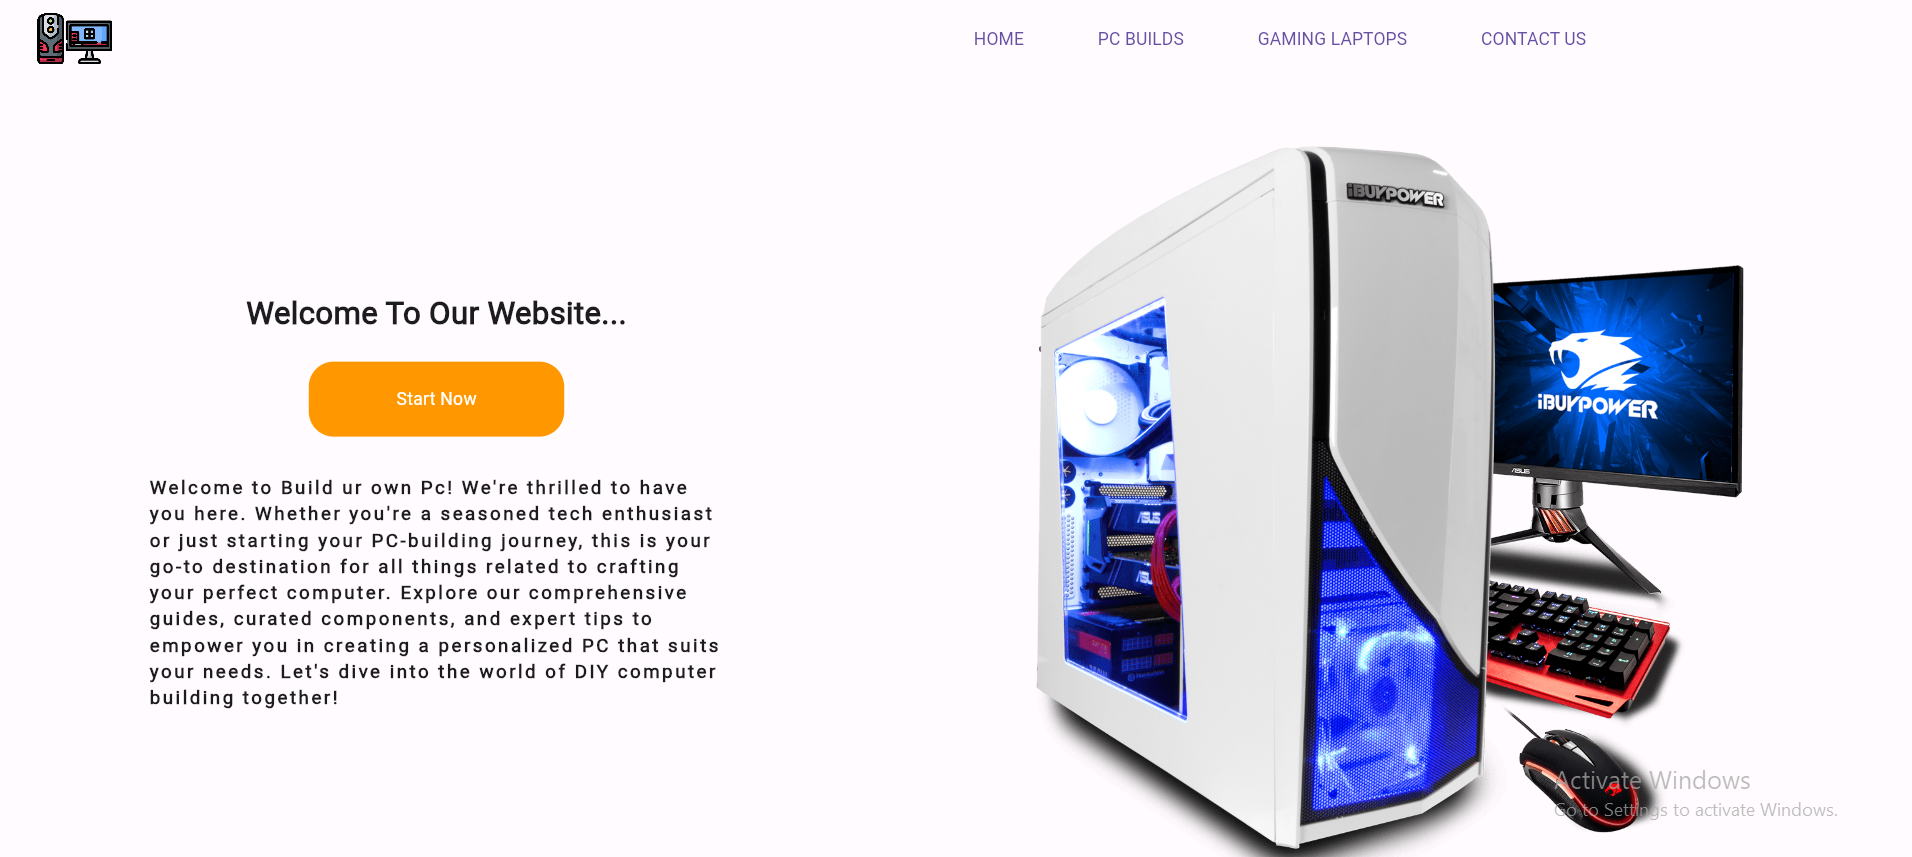 HOME PC BUILDS GAMING LAPTOPS CONTACT US
iBUYPOWER
Welcome To Our Website...
Start Now
iBUYPOWER
ASUS
Welcome to Build ur own Pc! We're thrilled to have
you here. Whether you're a seasoned tech enthusiast
or just starting your PC-building journey, this is your
go-to destination for all things related to crafting
your perfect computer. Explore our comprehensive
guides, curated components, and expert tips to
empower you in creating a personalized PC that suits
your needs. Let's dive into the world of DIY computer
building together!
ASUS
Activate Windows
Go to Settings to activate Windows.